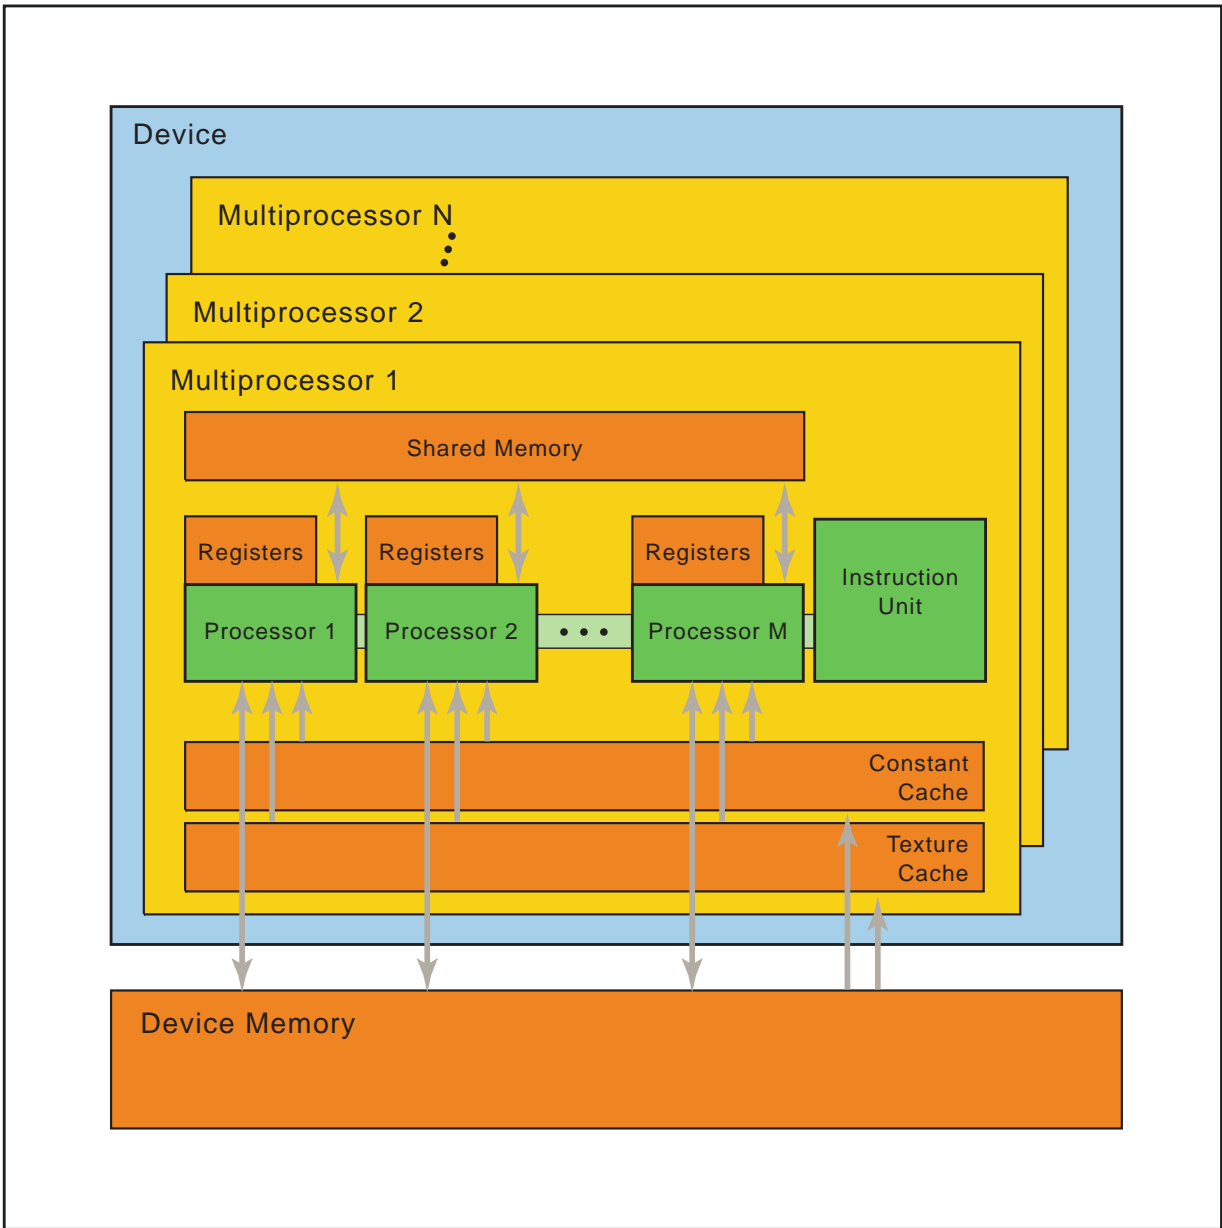 Device
Multiprocessor N
Multiprocessor 2
Multiprocessor 1
Shared Memory
Registers
Registers
Registers
Instruction
Unit
Processor 1
Processor 2
Processor M
Constant
Cache
Texture
Cache
Device Memory